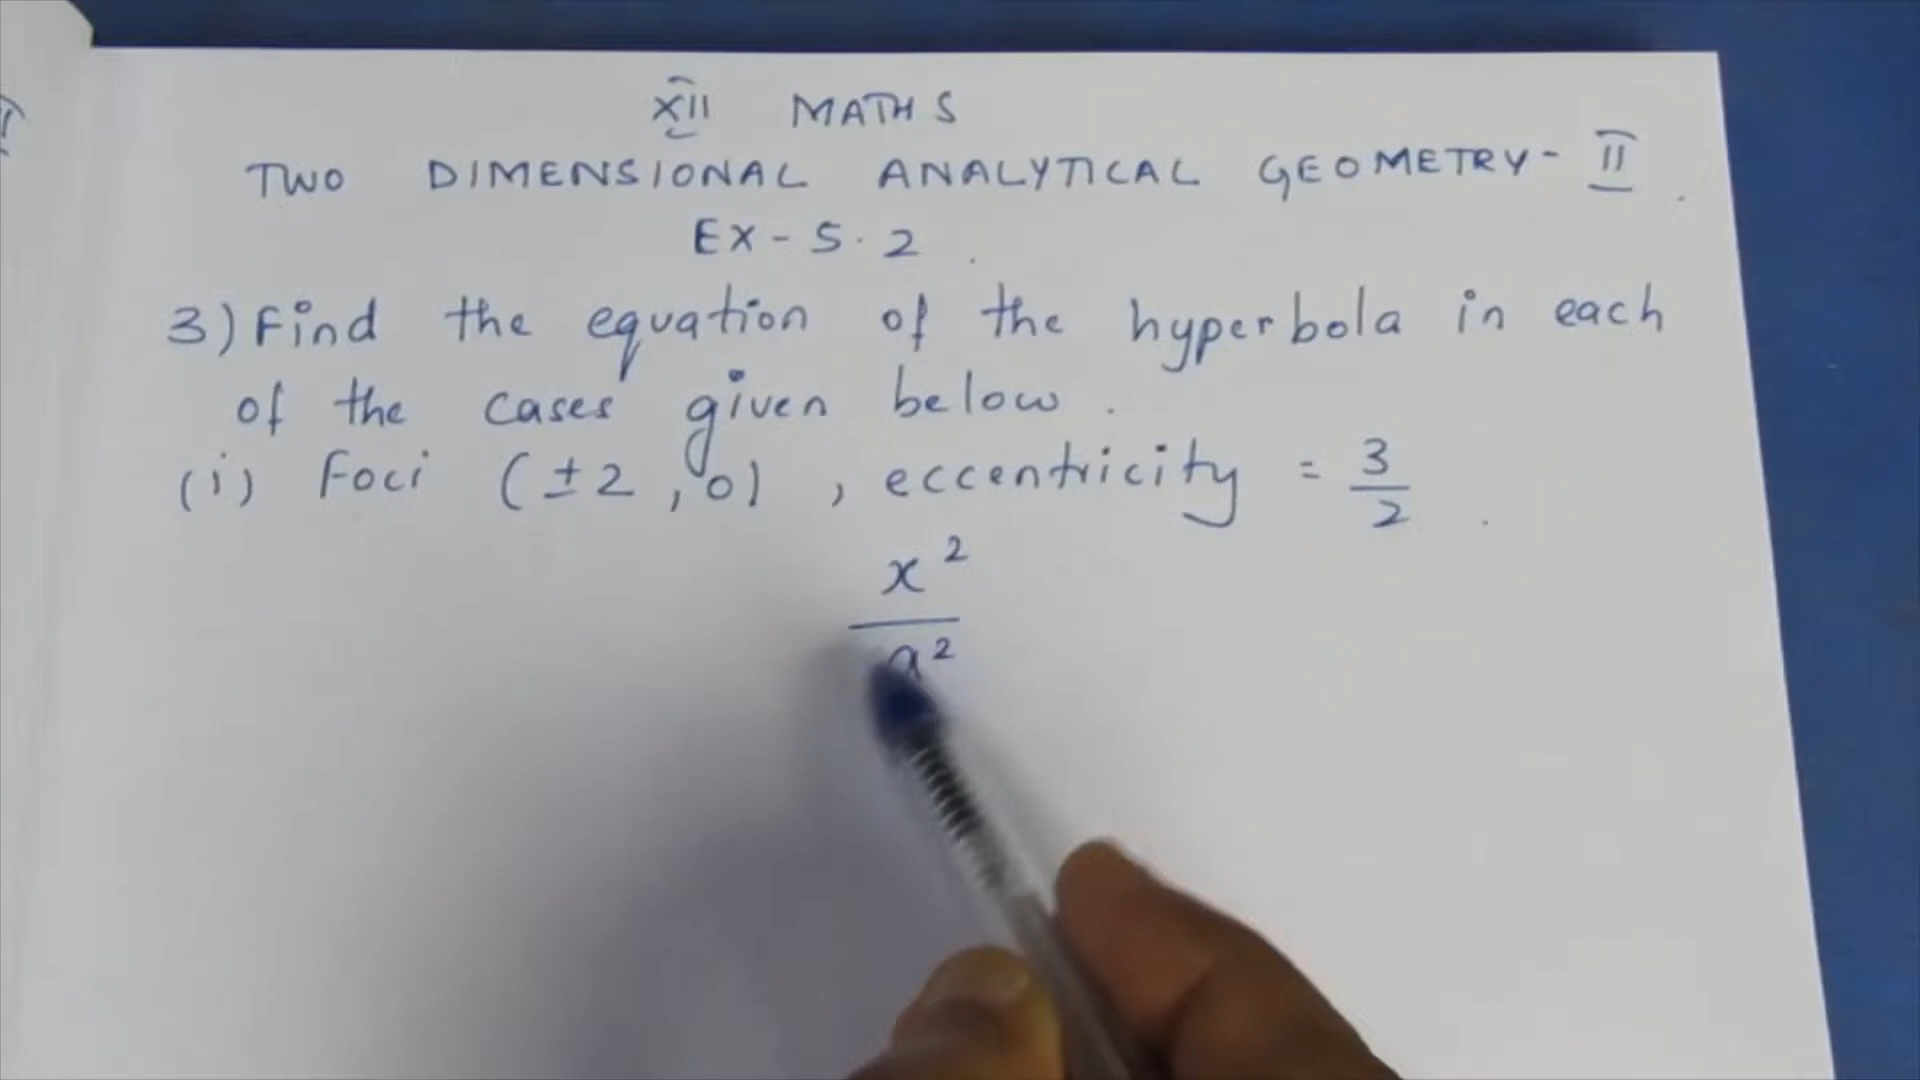 XII MATHS
TWO DIMENSIONAL ANALYTICAL GEOMETRY - II
EX - 5.2
3) Find the equation of the hyperbola in each
of the cases given below.
(i) Foci (±2, 0), eccentricity = 3/2
x²/a²